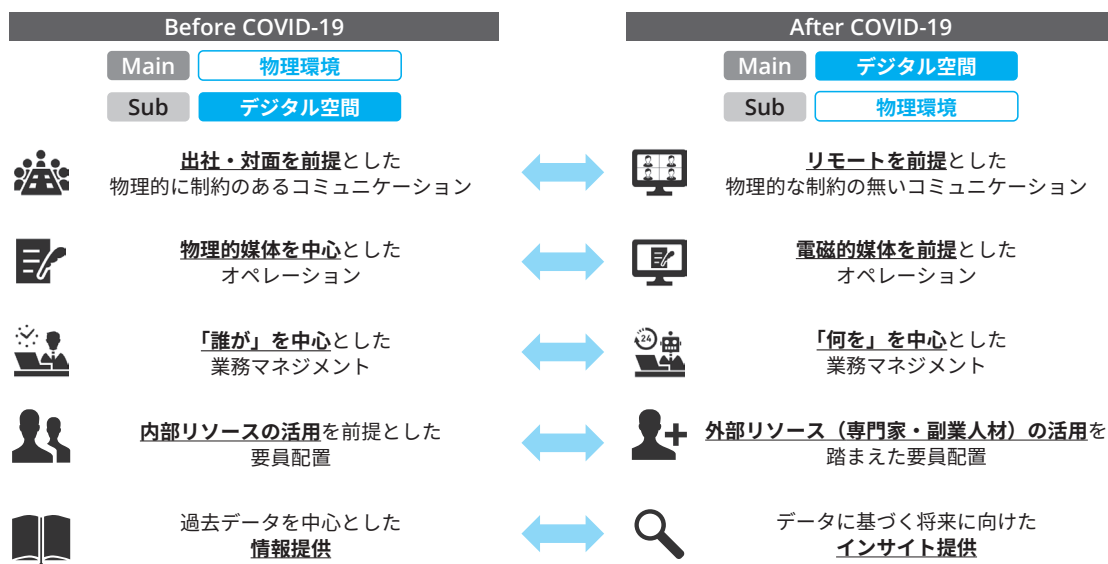 Before COVID-19
Main 物理環境
Sub デジタル空間
出社・対面を前提とした
物理的に制約のあるコミュニケーション
物理的媒体を中心とした
オペレーション
「誰が」を中心とした
業務マネジメント
内部リソースの活用を前提とした
要員配置
過去データを中心とした
情報提供
After COVID-19
Main デジタル空間
Sub 物理環境
リモートを前提とした
物理的な制約の無いコミュニケーション
電磁的媒体を前提とした
オペレーション
24
「何を」を中心とした
業務マネジメント
外部リソース（専門家・副業人材）の活用を
踏まえた要員配置
データに基づく将来に向けた
インサイト提供